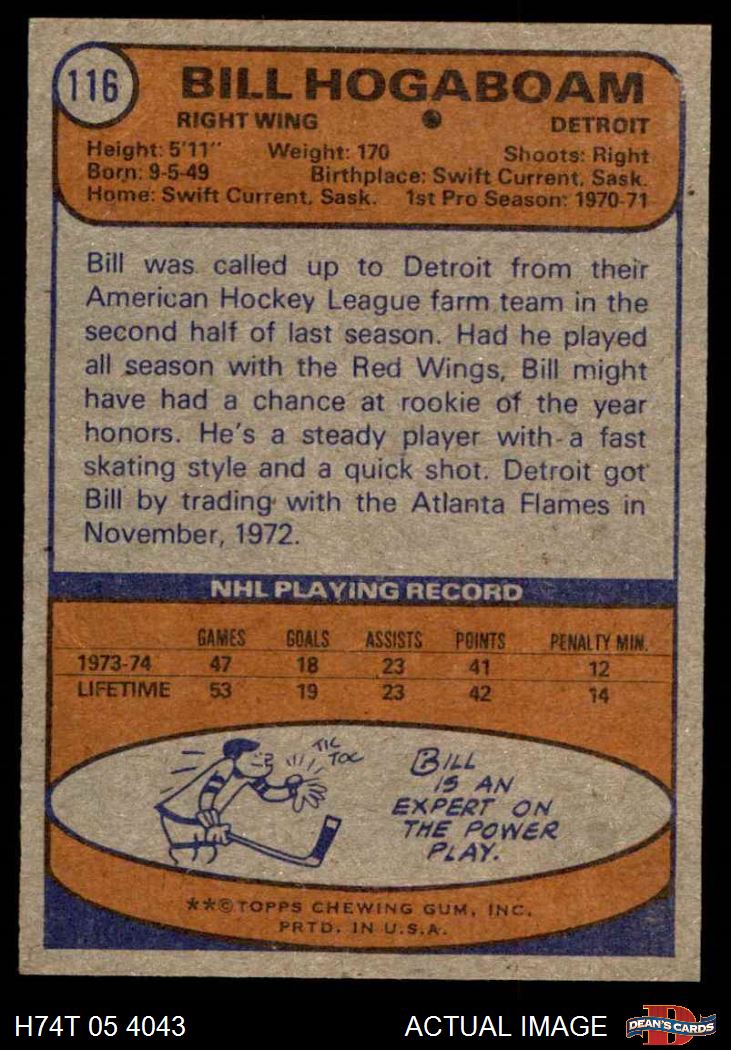 116
BILL HOGABOAM
RIGHT WING DETROIT
Height: 5'11" Weight: 170 Shoots: Right
Born: 9-5-49 Birthplace: Swift Current, Sask.
Home: Swift Current, Sask. 1st Pro Season: 1970-71
Bill was called up to Detroit from their
American Hockey League farm team in the
second half of last season. Had he played
all season with the Red Wings, Bill might
have had a chance at rookie of the year
honors. He's a steady player with a fast
skating style and a quick shot. Detroit got
Bill by trading with the Atlanta Flames in
November, 1972.
NHL PLAYING RECORD
GAMES GOALS ASSISTS POINTS PENALTY MIN.
1973-74 47 18 23 41 12
LIFETIME 53 19 23 42 14
TIC
TOC
BILL
IS AN
EXPERT ON
THE POWER
PLAY.
**©TOPPS CHEWING GUM, INC.
PRTD. IN U.S.A.
H74T 05 4043 ACTUAL IMAGE D DEAN'S CARDS